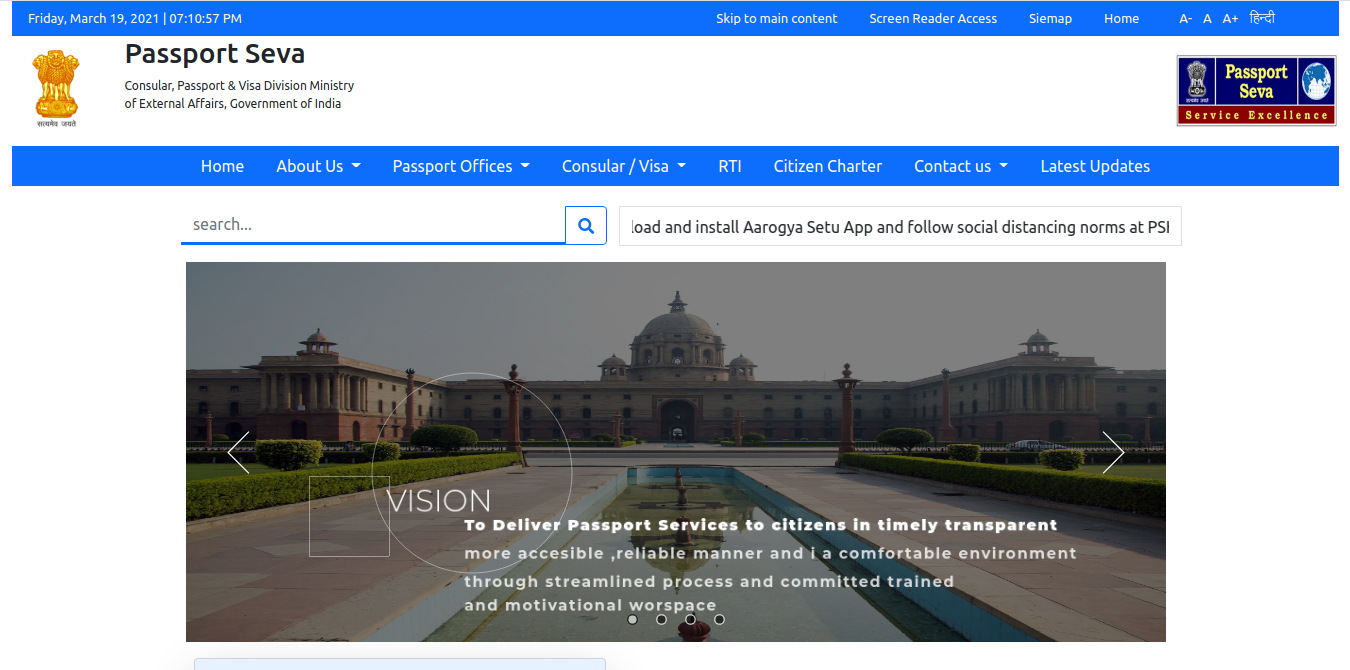 Friday, March 19, 2021 | 07:10:57 PM
Skip to main content Screen Reader Access Siemap Home A- A A+ हिन्दी
सत्यमेव जयते
Passport Seva
Consular, Passport & Visa Division Ministry
of External Affairs, Government of India
Passport
Seva
Service Excellence
Home About Us Passport Offices Consular / Visa RTI Citizen Charter Contact us Latest Updates
search...
load and install Aarogya Setu App and follow social distancing norms at PSI
VISION
To Deliver Passport Services to citizens in timely transparent
more accesible ,reliable manner and i a comfortable environment
through streamlined process and committed trained
and motivational worspace